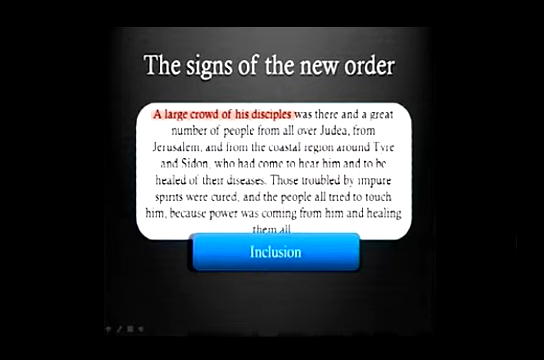 The signs of the new order
A large crowd of his disciples was there and a great
number of people from all over Judea, from
Jerusalem, and from the coastal region around Tyre
and Sidon, who had come to hear him and to be
healed of their diseases. Those troubled by impure
spirits were cured, and the people all tried to touch
him, because power was coming from him and healing
them all
Inclusion